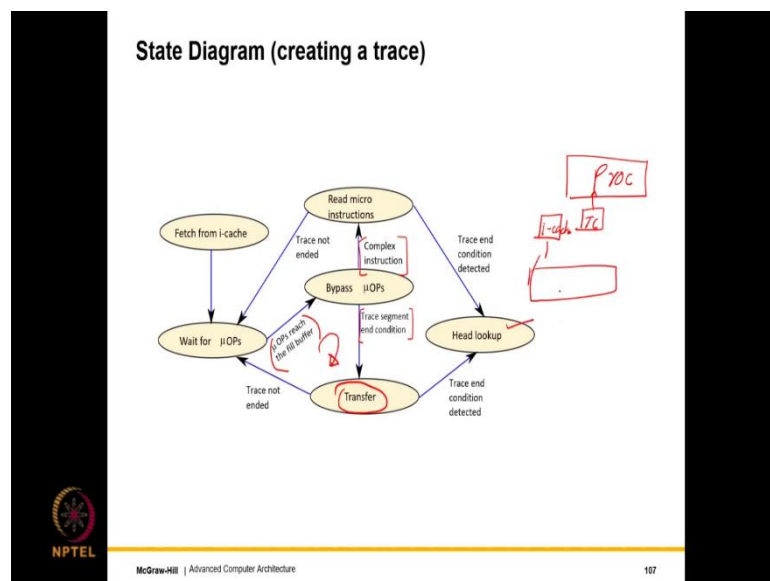 State Diagram (creating a trace)
Read micro
instructions
Fetch from i-cache
Trace not
ended
Complex
instruction
Trace end
condition
detected
Bypass µOPs
Trace segment
end condition
Wait for µOPs
µOPs reach
the fill buffer
Head lookup
Trace not
ended
Transfer
Trace end
condition
detected
Proc
i-cache
TC
NPTEL
McGraw-Hill | Advanced Computer Architecture
107